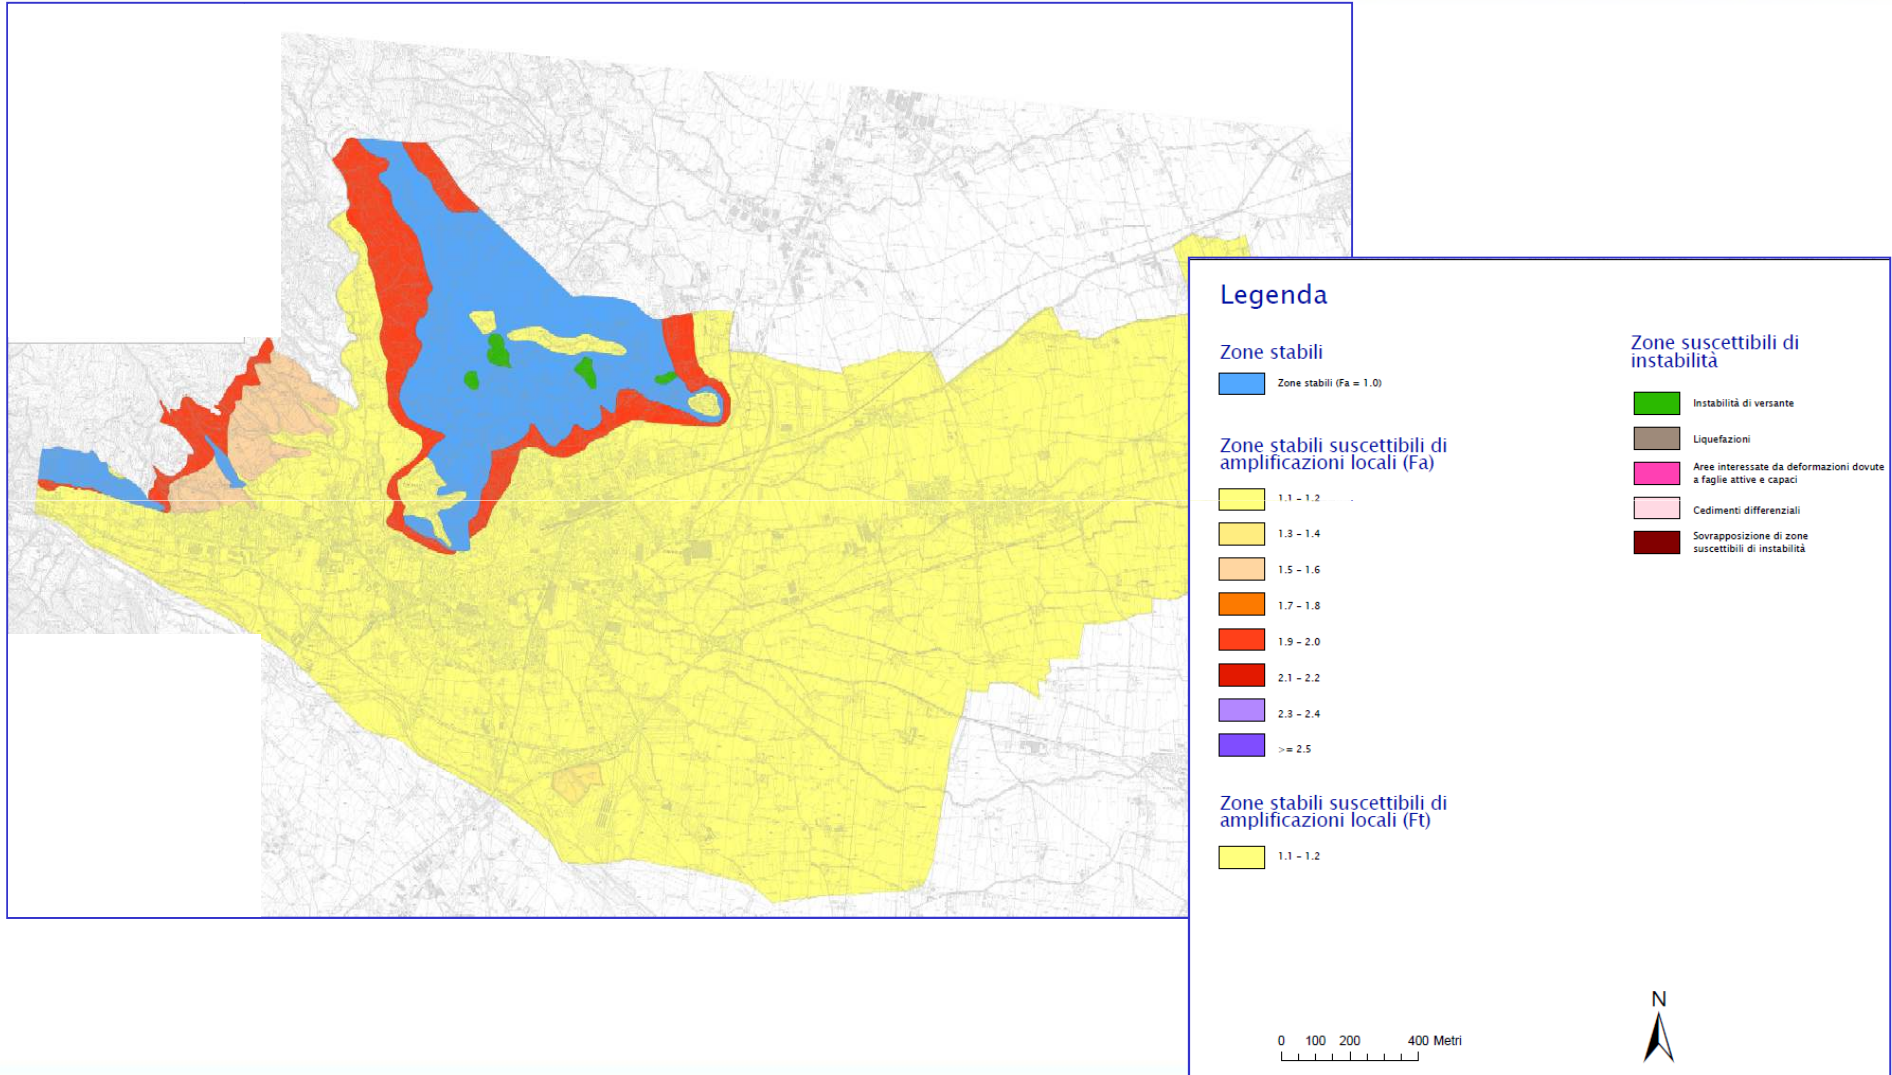 Legenda
Zone stabili
Zone stabili (Fa = 1.0)
Zone stabili suscettibili di
amplificazioni locali (Fa)
1.1 – 1.2
1.3 – 1.4
1.5 – 1.6
1.7 – 1.8
1.9 – 2.0
2.1 – 2.2
2.3 – 2.4
>= 2.5
Zone stabili suscettibili di
amplificazioni locali (Ft)
1.1 – 1.2
Zone suscettibili di
instabilità
Instabilità di versante
Liquefazioni
Aree interessate da deformazioni dovute
a faglie attive e capaci
Cedimenti differenziali
Sovrapposizione di zone
suscettibili di instabilità
0 100 200 400 Metri
N